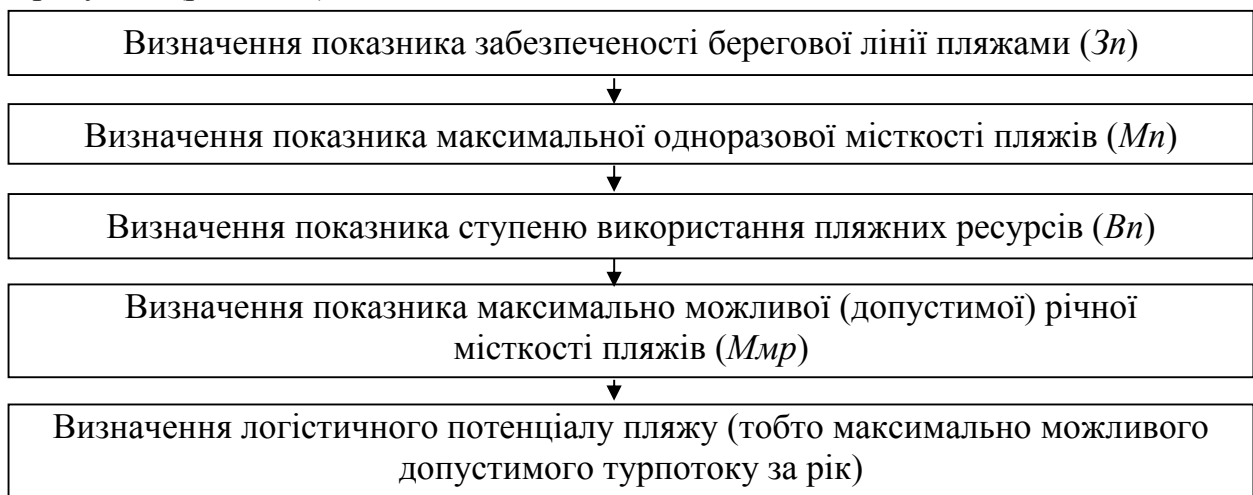 Визначення показника забезпеченості берегової лінії пляжами (Зп)
Визначення показника максимальної одноразової місткості пляжів (Мп)
Визначення показника ступеню використання пляжних ресурсів (Вп)
Визначення показника максимально можливої (допустимої) річної
місткості пляжів (Ммр)
Визначення логістичного потенціалу пляжу (тобто максимально можливого
допустимого турпотоку за рік)